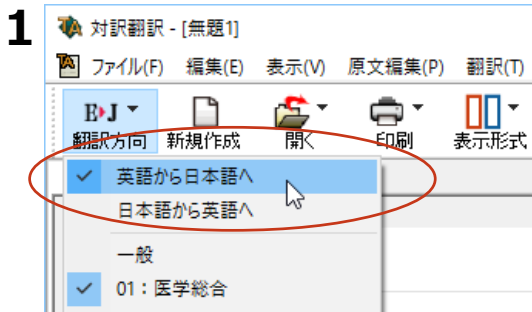 1
対訳翻訳 - [無題1]
ファイル(F) 編集(E) 表示(V) 原文編集(P) 翻訳(T)
E▸J
翻訳方向 新規作成 開く 印刷 表示形式
英語から日本語へ
日本語から英語へ
一般
01：医学総合